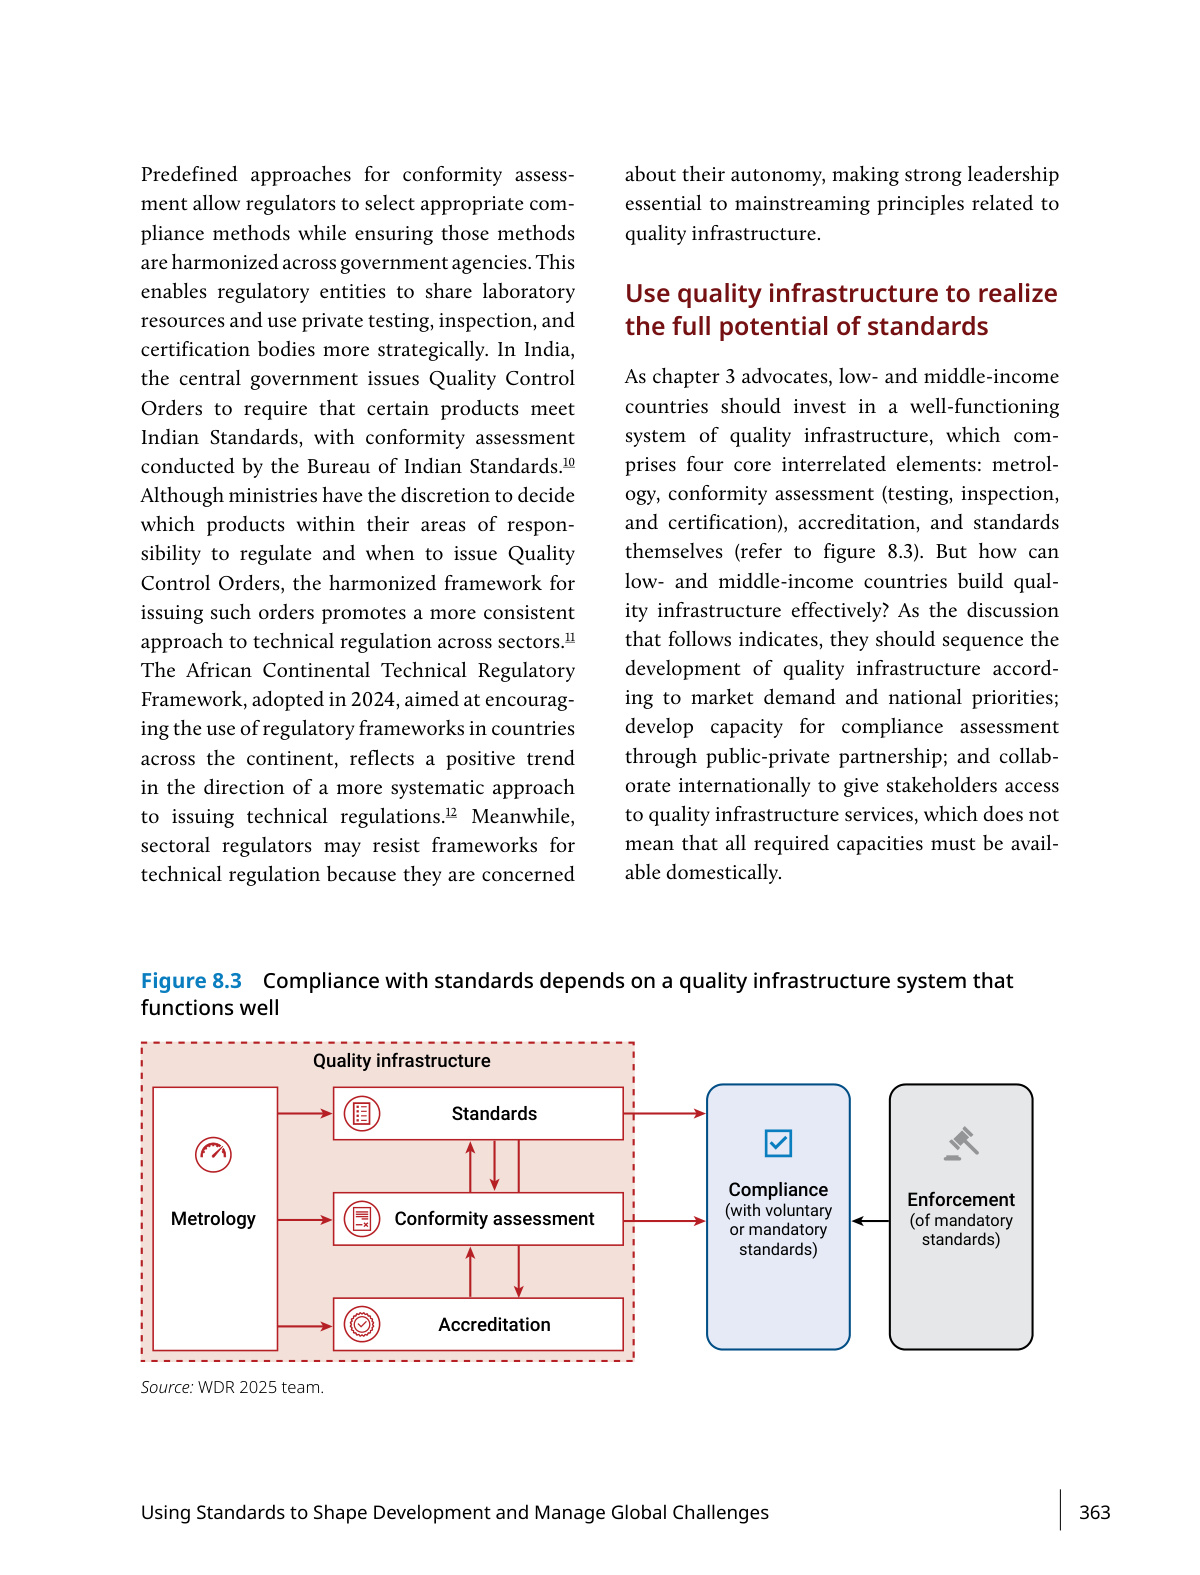 Predefined approaches for conformity assess-
ment allow regulators to select appropriate com-
pliance methods while ensuring those methods
are harmonized across government agencies. This
enables regulatory entities to share laboratory
resources and use private testing, inspection, and
certification bodies more strategically. In India,
the central government issues Quality Control
Orders to require that certain products meet
Indian Standards, with conformity assessment
conducted by the Bureau of Indian Standards.10
Although ministries have the discretion to decide
which products within their areas of respon-
sibility to regulate and when to issue Quality
Control Orders, the harmonized framework for
issuing such orders promotes a more consistent
approach to technical regulation across sectors.11
The African Continental Technical Regulatory
Framework, adopted in 2024, aimed at encourag-
ing the use of regulatory frameworks in countries
across the continent, reflects a positive trend
in the direction of a more systematic approach
to issuing technical regulations.12 Meanwhile,
sectoral regulators may resist frameworks for
technical regulation because they are concerned
about their autonomy, making strong leadership
essential to mainstreaming principles related to
quality infrastructure.
Use quality infrastructure to realize
the full potential of standards
As chapter 3 advocates, low- and middle-income
countries should invest in a well-functioning
system of quality infrastructure, which com-
prises four core interrelated elements: metrol-
ogy, conformity assessment (testing, inspection,
and certification), accreditation, and standards
themselves (refer to figure 8.3). But how can
low- and middle-income countries build qual-
ity infrastructure effectively? As the discussion
that follows indicates, they should sequence the
development of quality infrastructure accord-
ing to market demand and national priorities;
develop capacity for compliance assessment
through public-private partnership; and collab-
orate internationally to give stakeholders access
to quality infrastructure services, which does not
mean that all required capacities must be avail-
able domestically.
Figure 8.3 Compliance with standards depends on a quality infrastructure system that
functions well
Quality infrastructure
Metrology
Standards
Conformity assessment
Accreditation
Compliance
(with voluntary
or mandatory
standards)
Enforcement
(of mandatory
standards)
Source: WDR 2025 team.
Using Standards to Shape Development and Manage Global Challenges
363